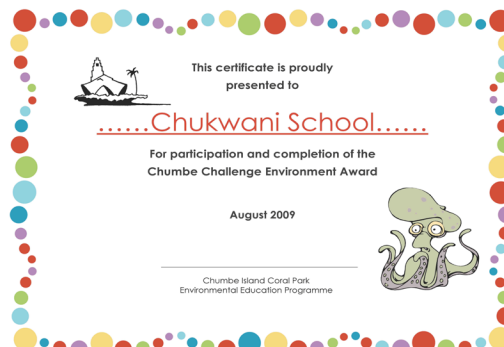 This certificate is proudly
presented to
......Chukwani School......
For participation and completion of the
Chumbe Challenge Environment Award
August 2009
Chumbe Island Coral Park
Environmental Education Programme